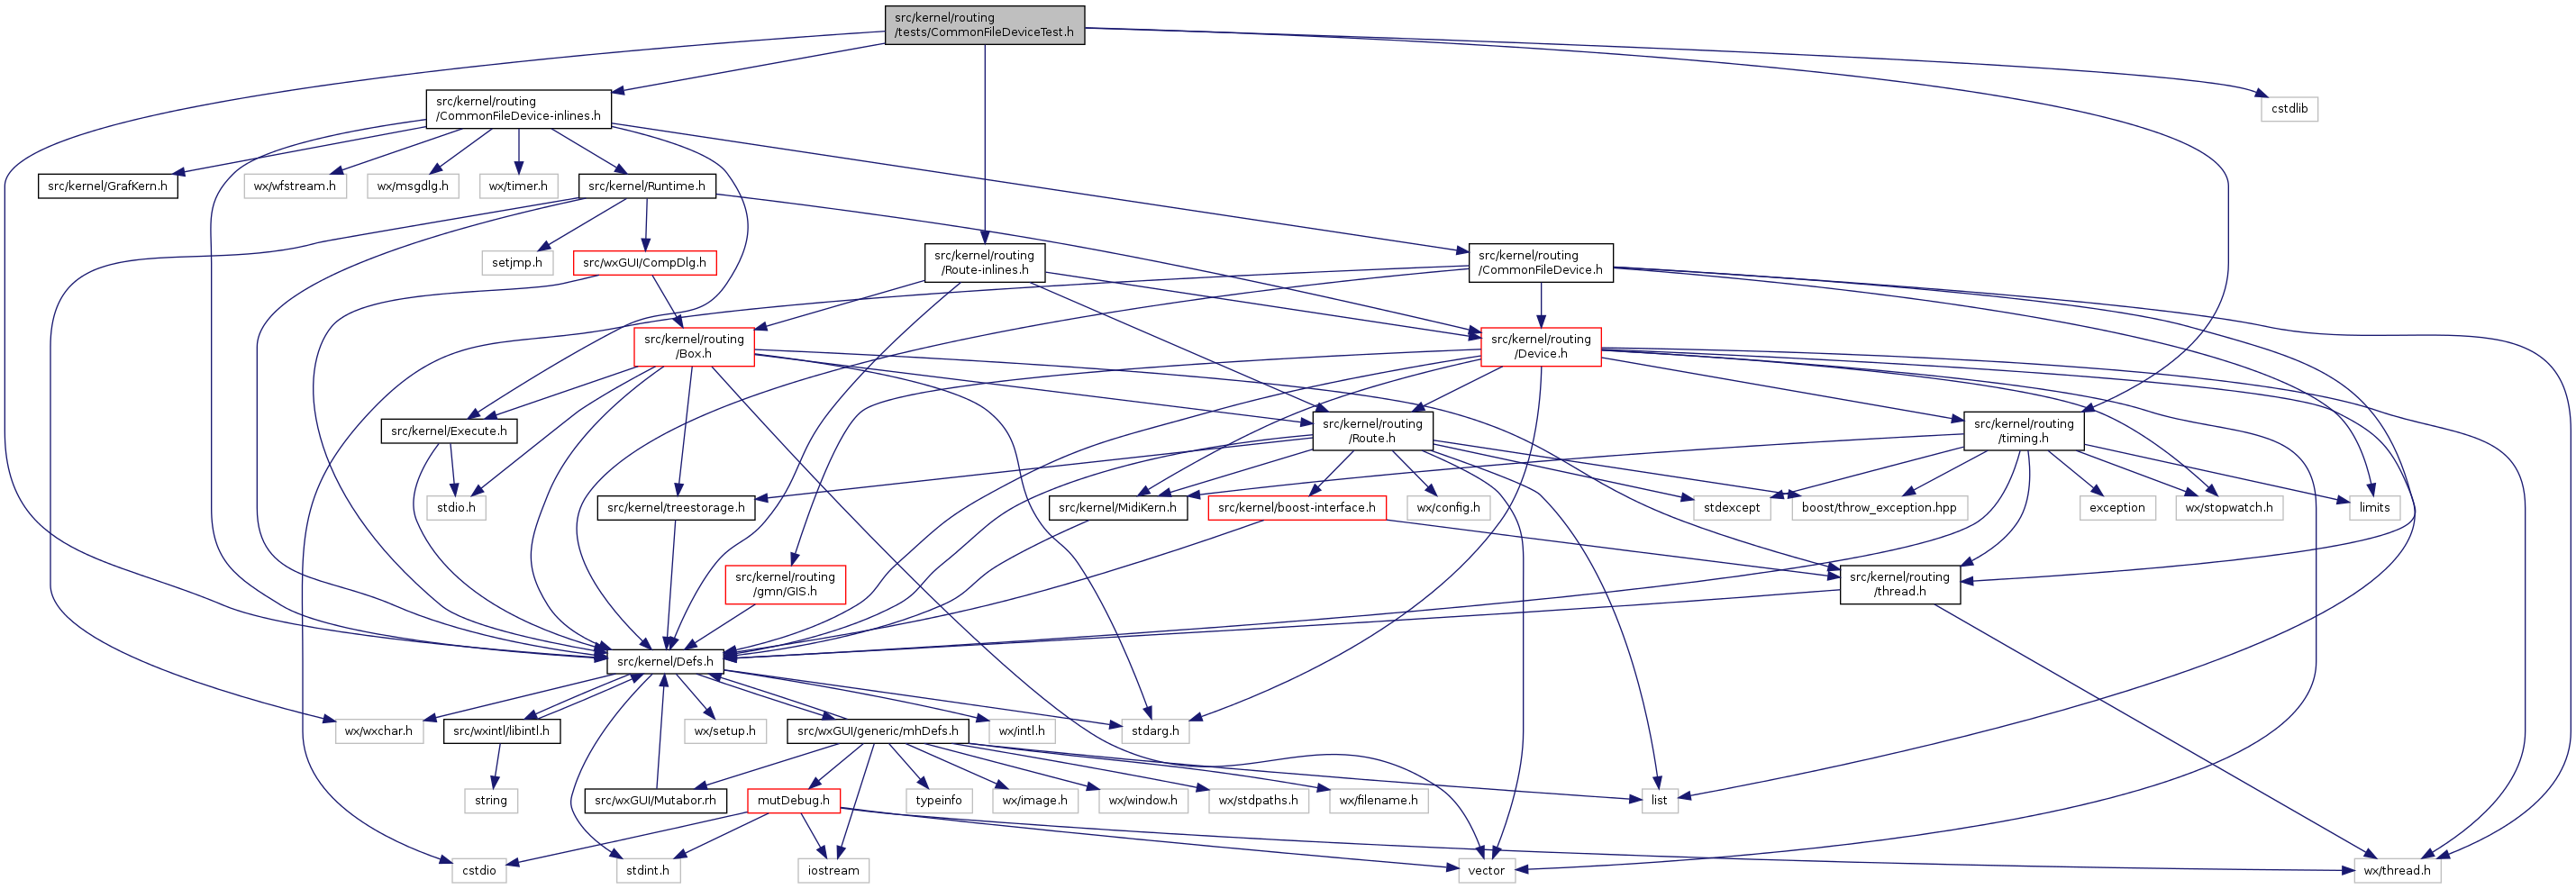 src/kernel/routing
/tests/CommonFileDeviceTest.h
src/kernel/routing
/CommonFileDevice-inlines.h
cstdlib
src/kernel/GrafKern.h
wx/wfstream.h
wx/msgdlg.h
wx/timer.h
src/kernel/Runtime.h
setjmp.h
src/wxGUI/CompDlg.h
src/kernel/routing
/Route-inlines.h
src/kernel/routing
/CommonFileDevice.h
src/kernel/routing
/Box.h
src/kernel/routing
/Device.h
src/kernel/Execute.h
src/kernel/routing
/Route.h
src/kernel/routing
/timing.h
stdio.h
src/kernel/treestorage.h
src/kernel/MidiKern.h
src/kernel/boost-interface.h
wx/config.h
stdexcept
boost/throw_exception.hpp
exception
wx/stopwatch.h
limits
src/kernel/routing
/gmn/GIS.h
src/kernel/routing
/thread.h
src/kernel/Defs.h
wx/wxchar.h
src/wxintl/libintl.h
wx/setup.h
src/wxGUI/generic/mhDefs.h
wx/intl.h
stdarg.h
string
src/wxGUI/Mutabor.rh
mutDebug.h
typeinfo
wx/image.h
wx/window.h
wx/stdpaths.h
wx/filename.h
list
cstdio
stdint.h
iostream
vector
wx/thread.h